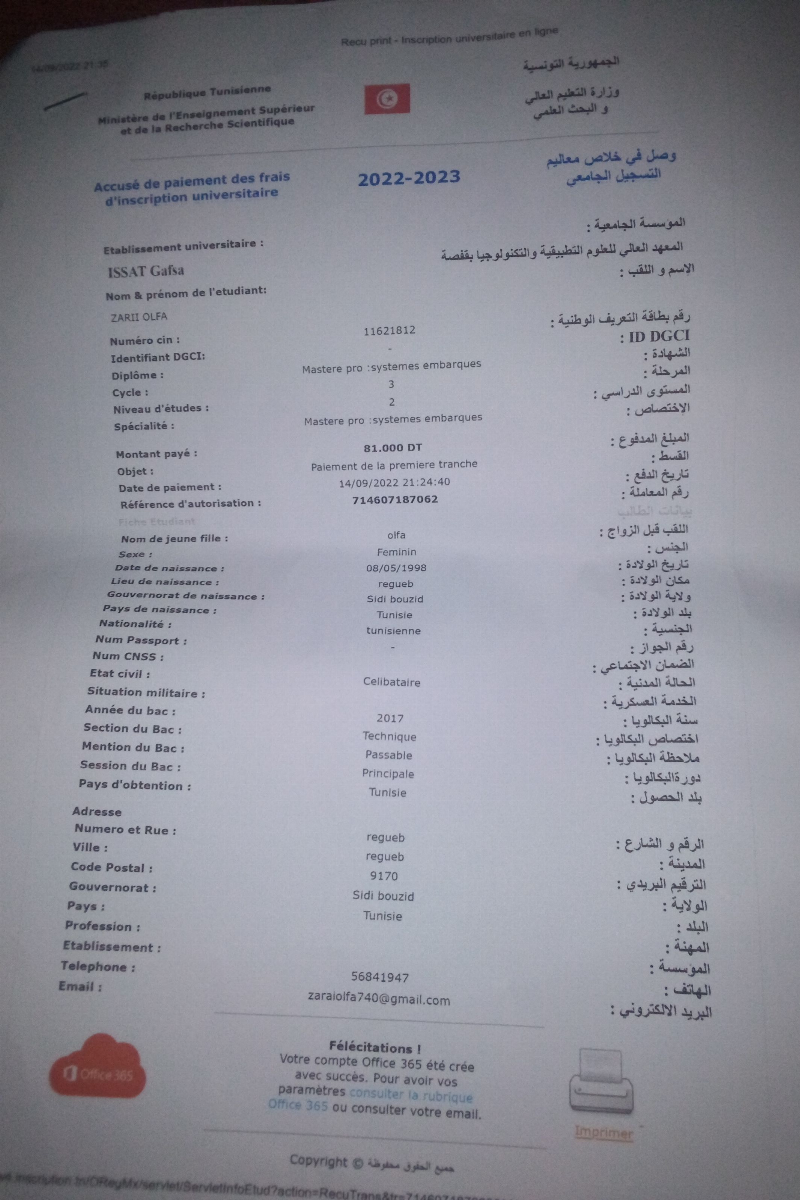 Recu print - Inscription universitaire en ligne
14/09/2022 21:35
République Tunisienne
الجمهورية التونسية
Ministère de l'Enseignement Supérieur
et de la Recherche Scientifique
وزارة التعليم العالي
و البحث العلمي
Accusé de paiement des frais
d'inscription universitaire
2022-2023
وصل في خلاص معاليم
التسجيل الجامعي
Etablissement universitaire :
المؤسسة الجامعية :
ISSAT Gafsa
المعهد العالي للعلوم التطبيقية والتكنولوجيا بقفصة
Nom & prénom de l'etudiant:
الاسم و اللقب :
ZARII OLFA
Numéro cin : 11621812 رقم بطاقة التعريف الوطنية :
Identifiant DGCI: - ID DGCI :
Diplôme : Mastere pro :systemes embarques الشهادة :
Cycle : 3 المرحلة :
Niveau d'études : 2 المستوى الدراسي :
Spécialité : Mastere pro :systemes embarques الاختصاص :
Montant payé : 81.000 DT المبلغ المدفوع :
Objet : Paiement de la premiere tranche القسط :
Date de paiement : 14/09/2022 21:24:40 تاريخ الدفع :
Référence d'autorisation : 714607187062 رقم المعاملة :
Fiche Etudiant بيانات الطالب
Nom de jeune fille : olfa اللقب قبل الزواج :
Sexe : Feminin الجنس :
Date de naissance : 08/05/1998 تاريخ الولادة :
Lieu de naissance : regueb مكان الولادة :
Gouvernorat de naissance : Sidi bouzid ولاية الولادة :
Pays de naissance : Tunisie بلد الولادة :
Nationalité : tunisienne الجنسية :
Num Passport : - رقم الجواز :
Num CNSS : الضمان الاجتماعي :
Etat civil : Celibataire الحالة المدنية :
Situation militaire : الخدمة العسكرية :
Année du bac : 2017 سنة البكالويا :
Section du Bac : Technique اختصاص البكالويا :
Mention du Bac : Passable ملاحظة البكالويا :
Session du Bac : Principale دورةالبكالويا :
Pays d'obtention : Tunisie بلد الحصول :
Adresse
Numero et Rue : regueb الرقم و الشارع :
Ville : regueb المدينة :
Code Postal : 9170 الترقيم البريدي :
Gouvernorat : Sidi bouzid الولاية :
Pays : Tunisie البلد :
Profession : المهنة :
Etablissement : المؤسسة :
Telephone : 56841947 الهاتف :
Email : zaraiolfa740@gmail.com البريد الالكتروني :
Office 365
Félécitations !
Votre compte Office 365 été crée
avec succès. Pour avoir vos
paramètres consulter la rubrique
Office 365 ou consulter votre email.
Imprimer
Copyright © جميع الحقوق محفوظة
inscription.tn/OReyMx/servlet/ServletInfoEtud?action=RecuTrans&tr=714607187